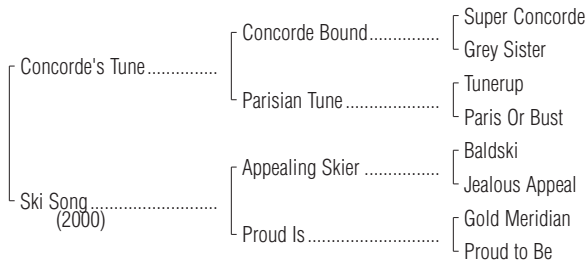 Super Concorde
Concorde Bound...............
Grey Sister
Concorde's Tune...............
Tunerup
Parisian Tune....................
Paris Or Bust
Baldski
Appealing Skier ................
Jealous Appeal
Ski Song...........................
(2000)
Gold Meridian
Proud Is............................
Proud to Be